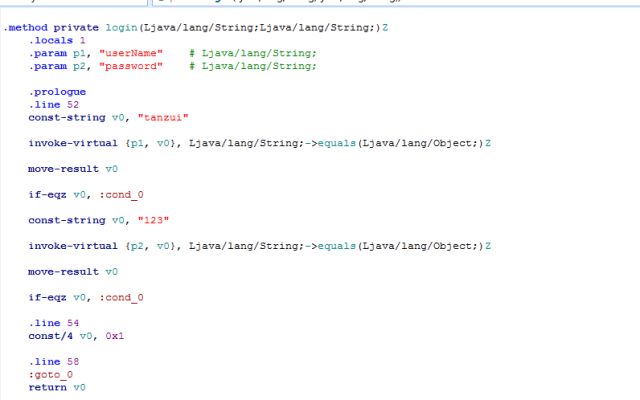 .method private login(Ljava/lang/String;Ljava/lang/String;)Z
.locals 1
.param p1, "userName" # Ljava/lang/String;
.param p2, "password" # Ljava/lang/String;
.prologue
.line 52
const-string v0, "tanzui"
invoke-virtual {p1, v0}, Ljava/lang/String;->equals(Ljava/lang/Object;)Z
move-result v0
if-eqz v0, :cond_0
const-string v0, "123"
invoke-virtual {p2, v0}, Ljava/lang/String;->equals(Ljava/lang/Object;)Z
move-result v0
if-eqz v0, :cond_0
.line 54
const/4 v0, 0x1
.line 58
:goto_0
return v0